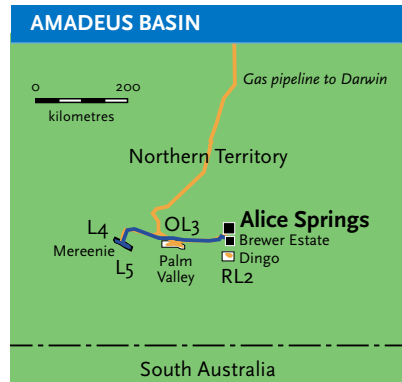 AMADEUS BASIN
Gas pipeline to Darwin
0 200
kilometres
Northern Territory
L4
OL3
Alice Springs
Mereenie
Brewer Estate
L5
Palm
Valley
Dingo
RL2
South Australia